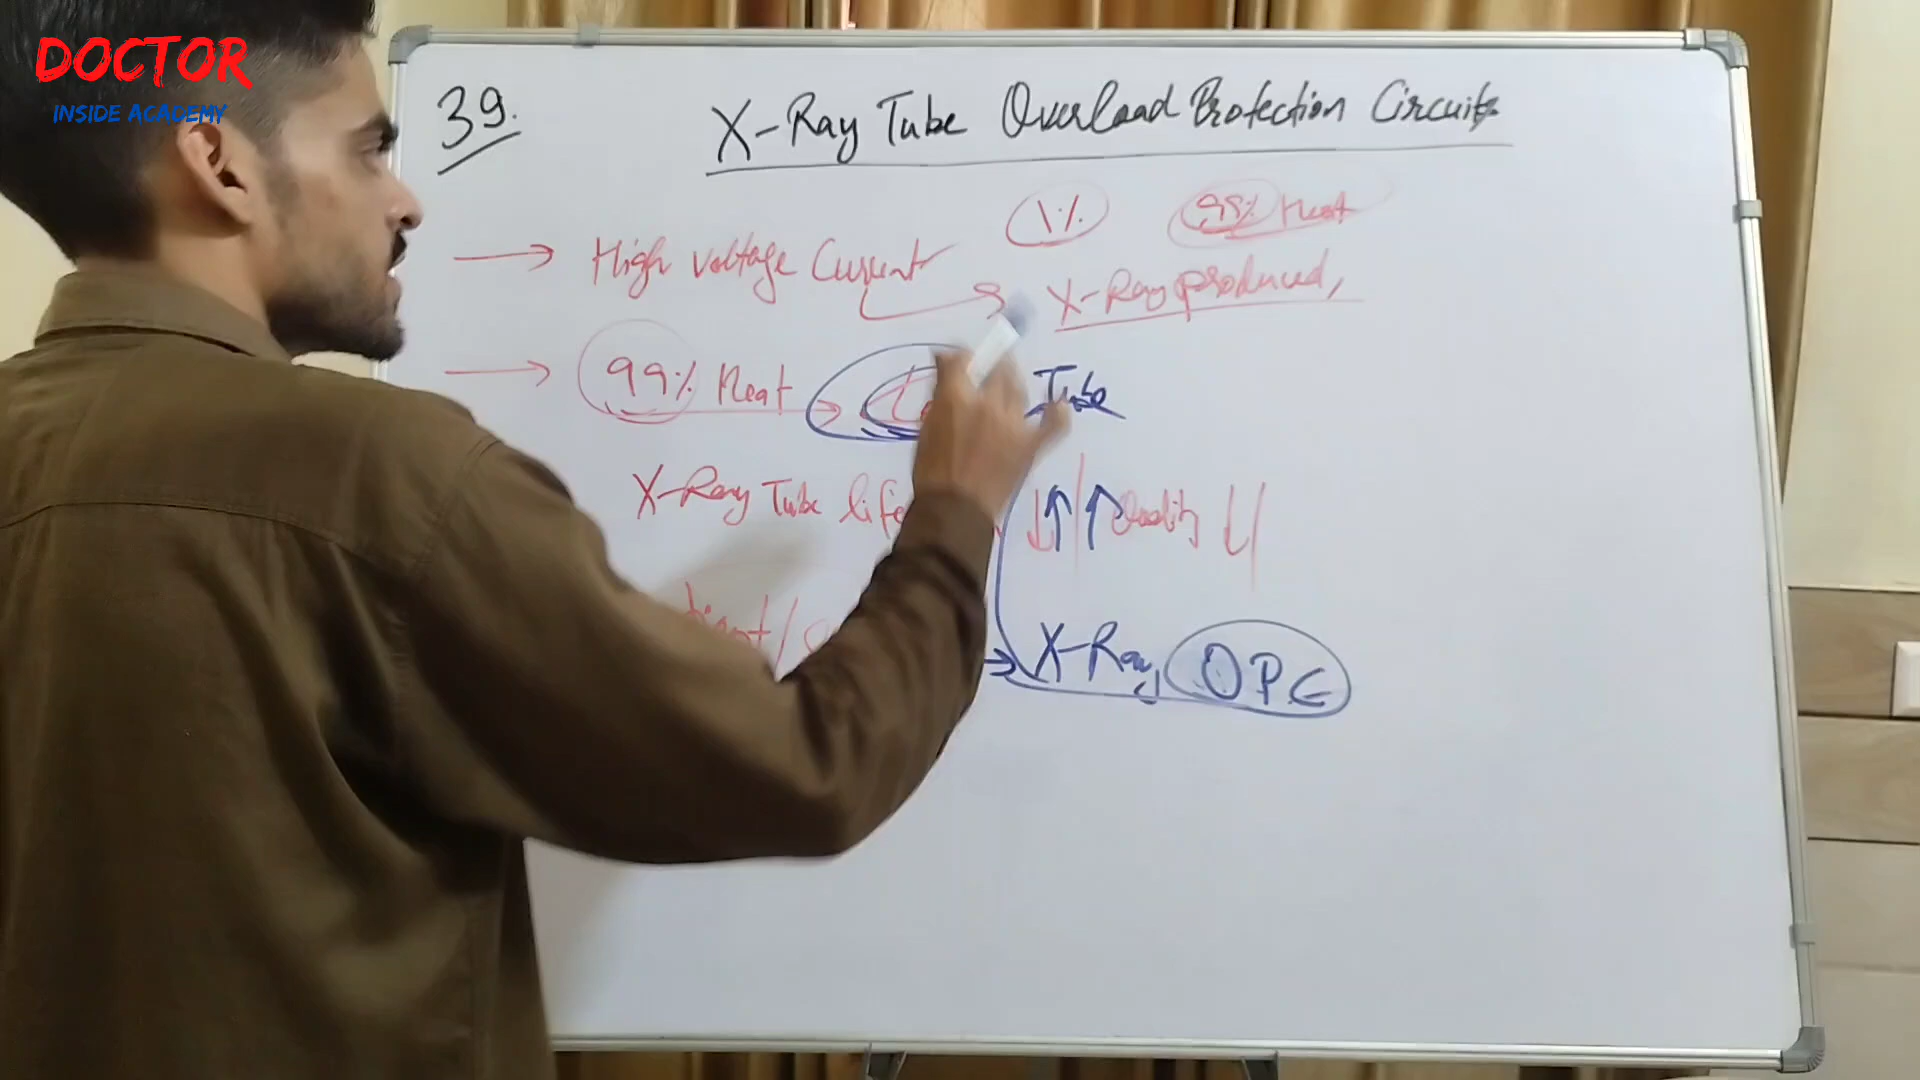 DOCTOR
INSIDE ACADEMY
39.
X-Ray Tube Overload Protection Circuits
1% 99% Heat
High voltage Current
X-Ray produced,
99% Heat
Tube
X-Ray Tube life
Quality
X-Ray OPC